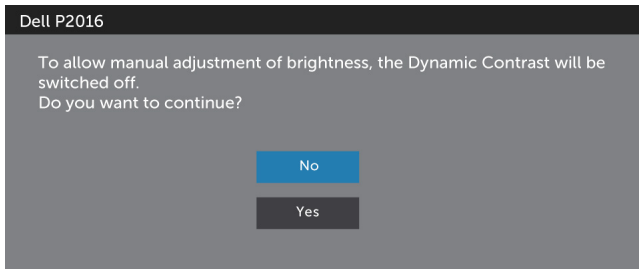 Dell P2016
To allow manual adjustment of brightness, the Dynamic Contrast will be
switched off.
Do you want to continue?
No
Yes